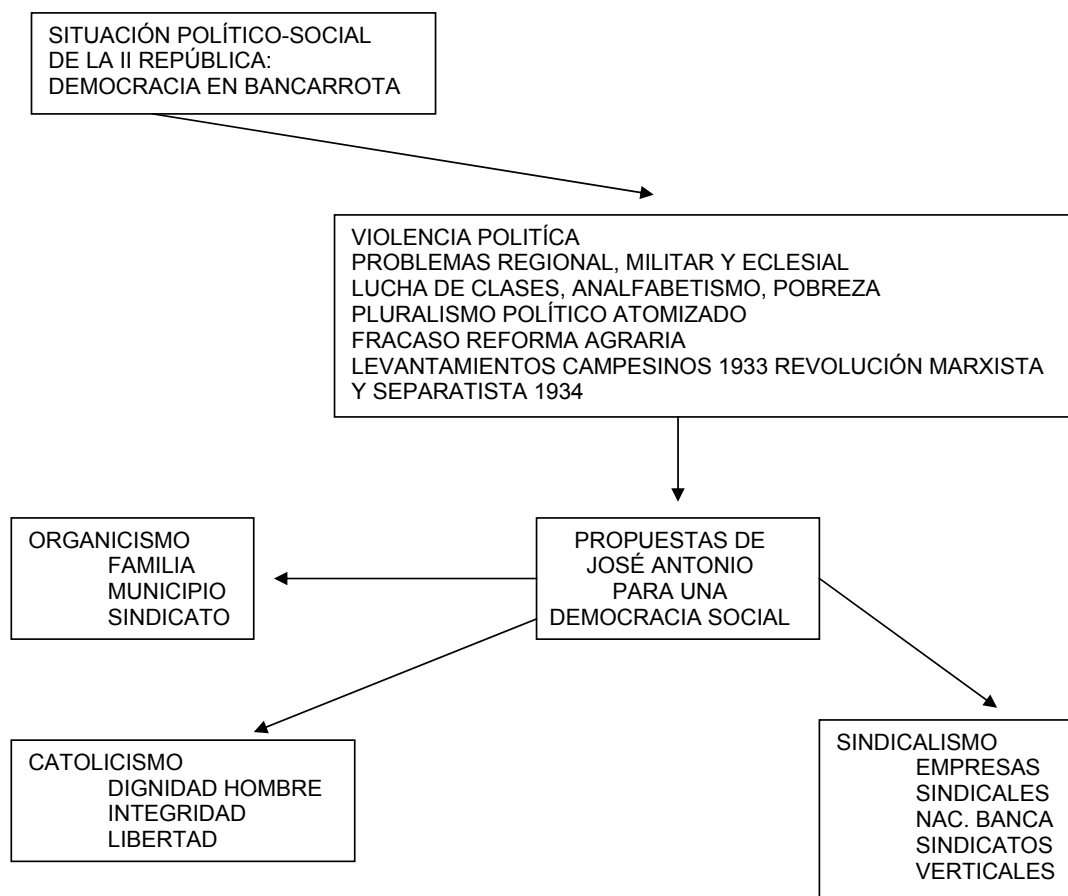 SITUACIÓN POLÍTICO-SOCIAL
DE LA II REPÚBLICA:
DEMOCRACIA EN BANCARROTA
VIOLENCIA POLITÍCA
PROBLEMAS REGIONAL, MILITAR Y ECLESIAL
LUCHA DE CLASES, ANALFABETISMO, POBREZA
PLURALISMO POLÍTICO ATOMIZADO
FRACASO REFORMA AGRARIA
LEVANTAMIENTOS CAMPESINOS 1933 REVOLUCIÓN MARXISTA
Y SEPARATISTA 1934
ORGANICISMO
FAMILIA
MUNICIPIO
SINDICATO
PROPUESTAS DE
JOSÉ ANTONIO
PARA UNA
DEMOCRACIA SOCIAL
CATOLICISMO
DIGNIDAD HOMBRE
INTEGRIDAD
LIBERTAD
SINDICALISMO
EMPRESAS
SINDICALES
NAC. BANCA
SINDICATOS
VERTICALES